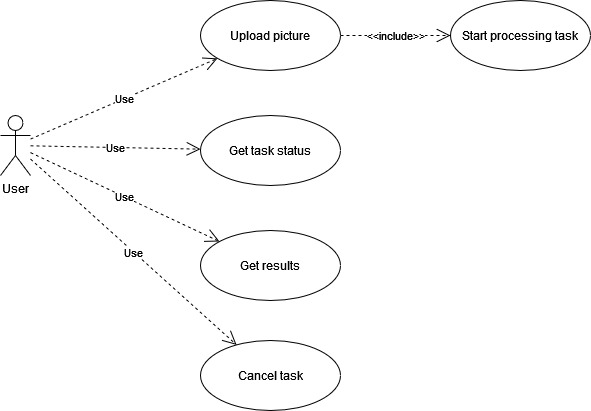 Upload picture
<<include>>
Start processing task
Use
Use
Get task status
User
Use
Use
Get results
Cancel task